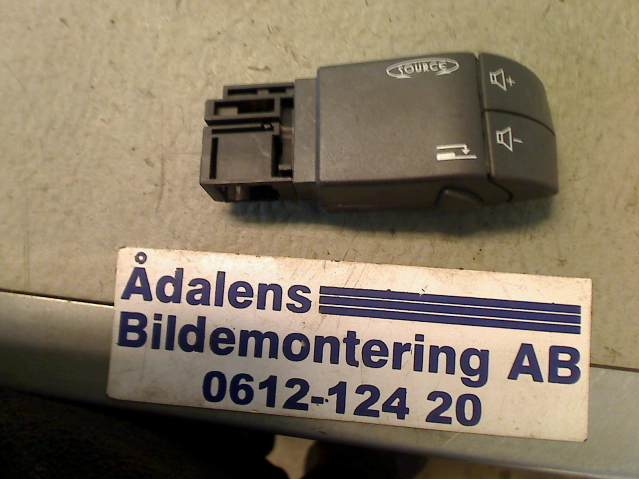 SOURCE
+
-
Ådalens
Bildemontering AB
0612-124 20